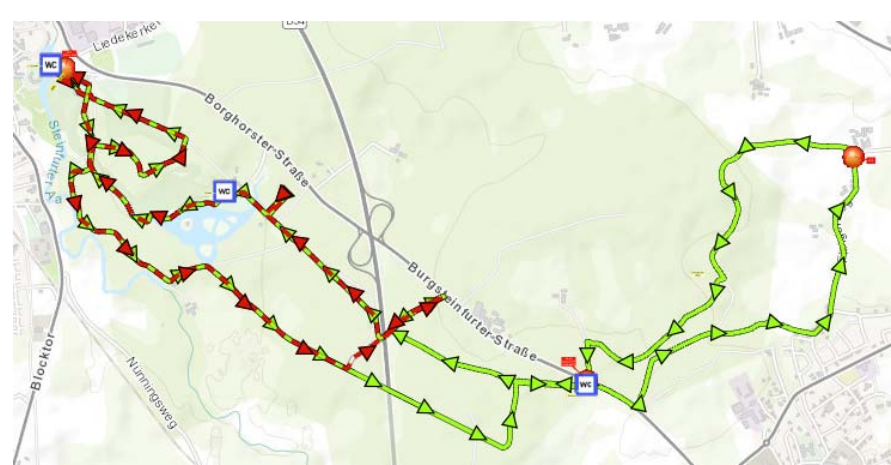 B54
Liedekerke
WC
Borghorster-Straße
Steinfurter Aa
WC
Burgsteinfurter-Straße
Blocktor
Nünningsweg
WC